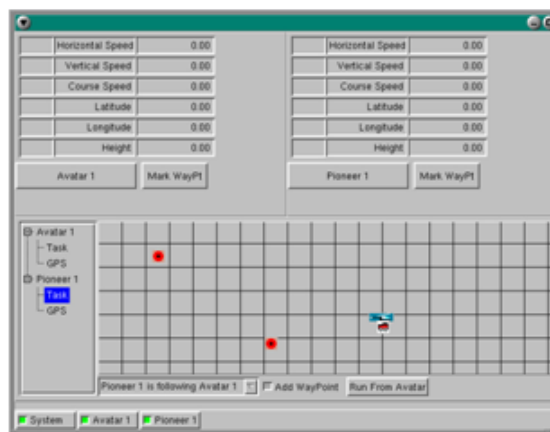 Horizontal Speed 0.00 Horizontal Speed 0.00
Vertical Speed 0.00 Vertical Speed 0.00
Course Speed 0.00 Course Speed 0.00
Latitude 0.00 Latitude 0.00
Longitude 0.00 Longitude 0.00
Height 0.00 Height 0.00
Avatar 1 Mark WayPt Pioneer 1 Mark WayPt
Avatar 1
Task
GPS
Pioneer 1
Task
GPS
Pioneer 1 is following Avatar 1 Add WayPoint Run From Avatar
System Avatar 1 Pioneer 1